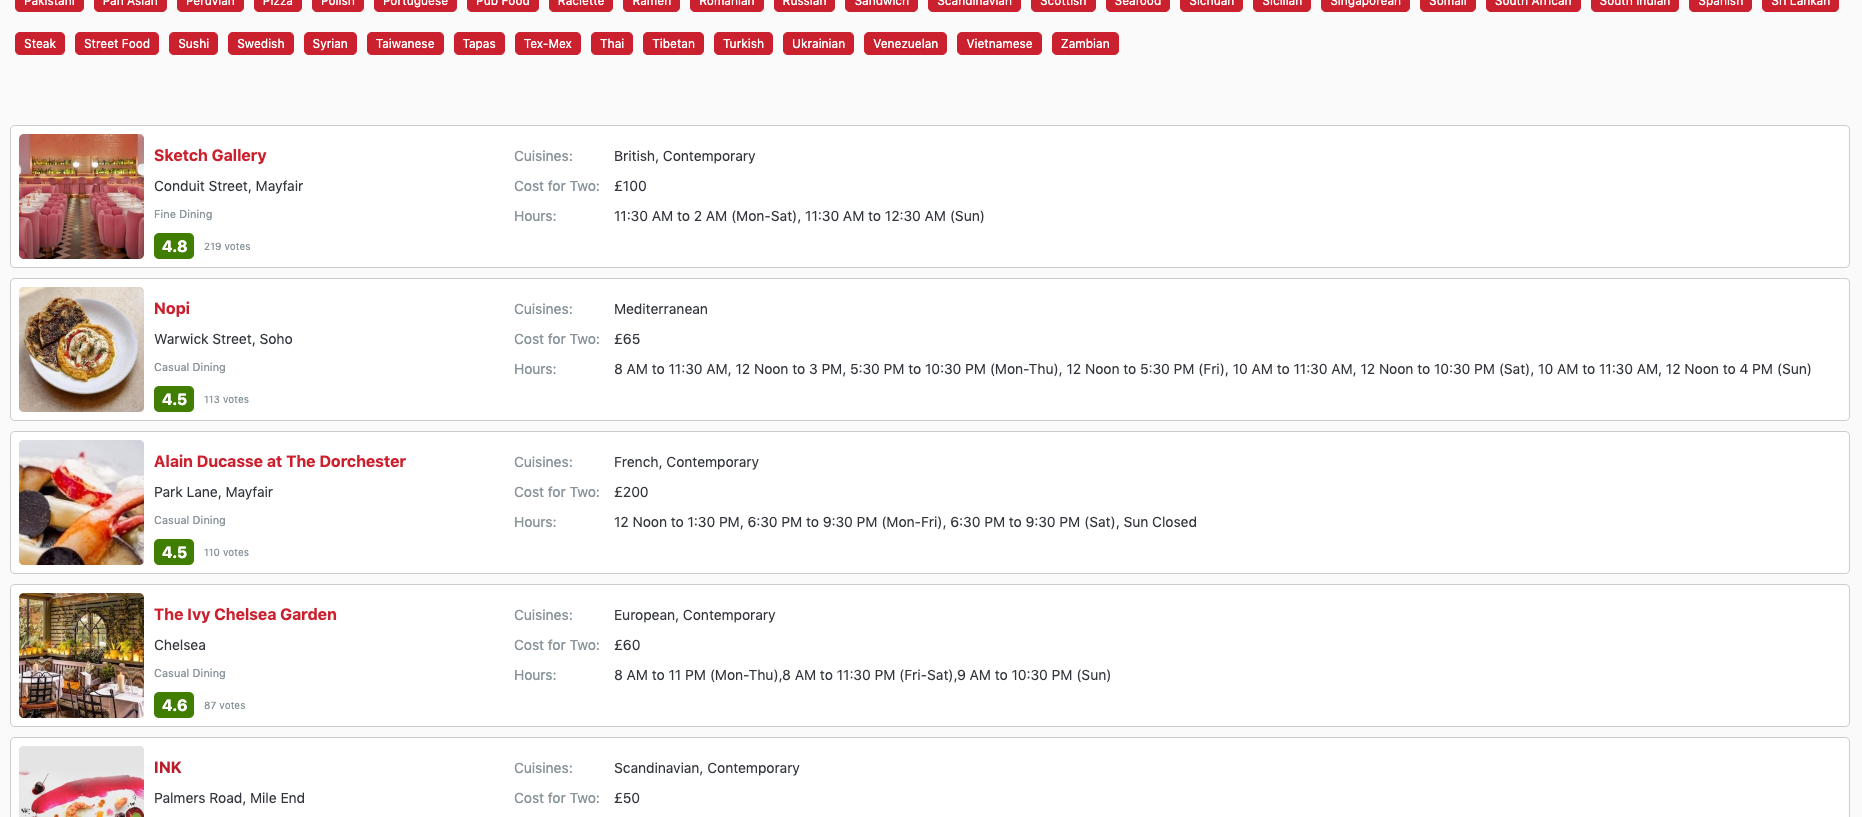 Pakistani Pan Asian Peruvian Pizza Polish Portuguese Pub Food Raclette Ramen Romanian Russian Sandwich Scandinavian Scottish Seafood Sichuan Sicilian Singaporean Somali South African South Indian Spanish Sri Lankan
Steak Street Food Sushi Swedish Syrian Taiwanese Tapas Tex-Mex Thai Tibetan Turkish Ukrainian Venezuelan Vietnamese Zambian
Sketch Gallery
Conduit Street, Mayfair
Fine Dining
4.8 219 votes
Cuisines: British, Contemporary
Cost for Two: £100
Hours: 11:30 AM to 2 AM (Mon-Sat), 11:30 AM to 12:30 AM (Sun)
Nopi
Warwick Street, Soho
Casual Dining
4.5 113 votes
Cuisines: Mediterranean
Cost for Two: £65
Hours: 8 AM to 11:30 AM, 12 Noon to 3 PM, 5:30 PM to 10:30 PM (Mon-Thu), 12 Noon to 5:30 PM (Fri), 10 AM to 11:30 AM, 12 Noon to 10:30 PM (Sat), 10 AM to 11:30 AM, 12 Noon to 4 PM (Sun)
Alain Ducasse at The Dorchester
Park Lane, Mayfair
Casual Dining
4.5 110 votes
Cuisines: French, Contemporary
Cost for Two: £200
Hours: 12 Noon to 1:30 PM, 6:30 PM to 9:30 PM (Mon-Fri), 6:30 PM to 9:30 PM (Sat), Sun Closed
The Ivy Chelsea Garden
Chelsea
Casual Dining
4.6 87 votes
Cuisines: European, Contemporary
Cost for Two: £60
Hours: 8 AM to 11 PM (Mon-Thu),8 AM to 11:30 PM (Fri-Sat),9 AM to 10:30 PM (Sun)
INK
Palmers Road, Mile End
Cuisines: Scandinavian, Contemporary
Cost for Two: £50